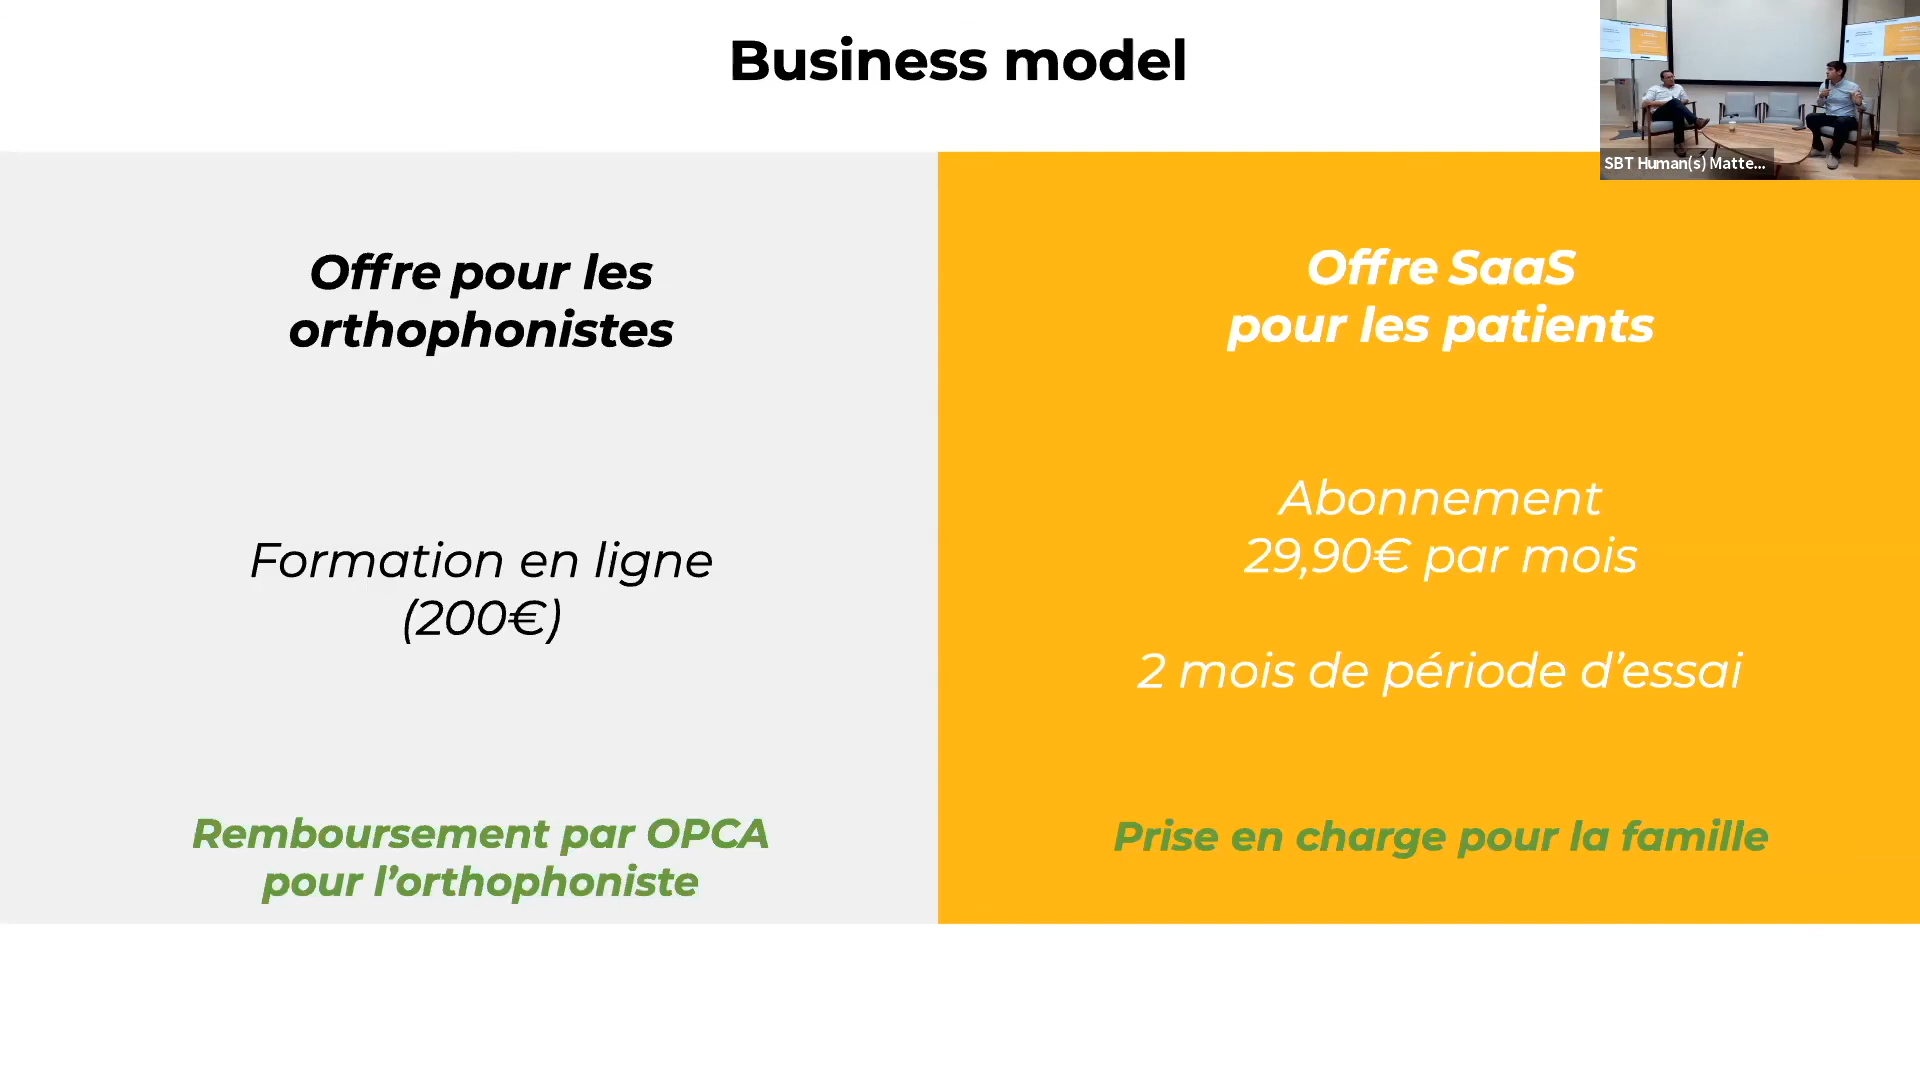 Business model
SBT Human(s) Matte...
Offre pour les
orthophonistes
Formation en ligne
(200€)
Remboursement par OPCA
pour l'orthophoniste
Offre SaaS
pour les patients
Abonnement
29,90€ par mois
2 mois de période d'essai
Prise en charge pour la famille